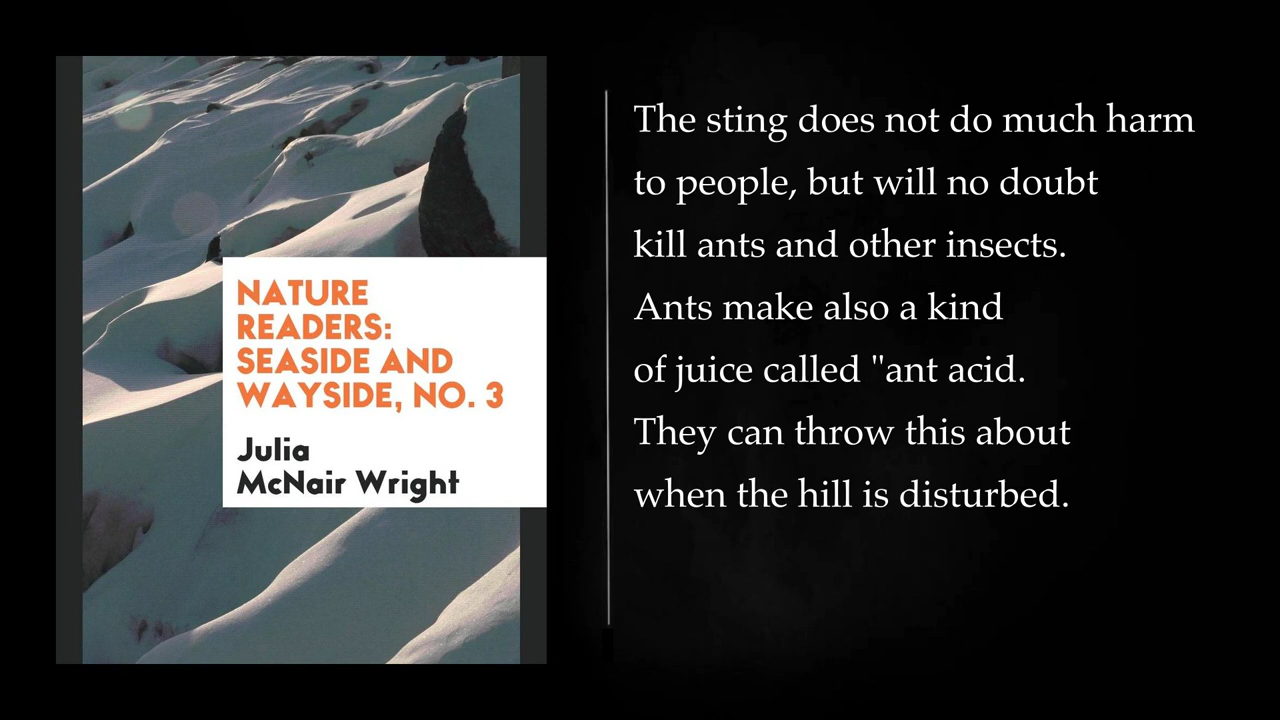 NATURE
READERS:
SEASIDE AND
WAYSIDE, NO. 3
Julia
McNair Wright
The sting does not do much harm
to people, but will no doubt
kill ants and other insects.
Ants make also a kind
of juice called "ant acid.
They can throw this about
when the hill is disturbed.